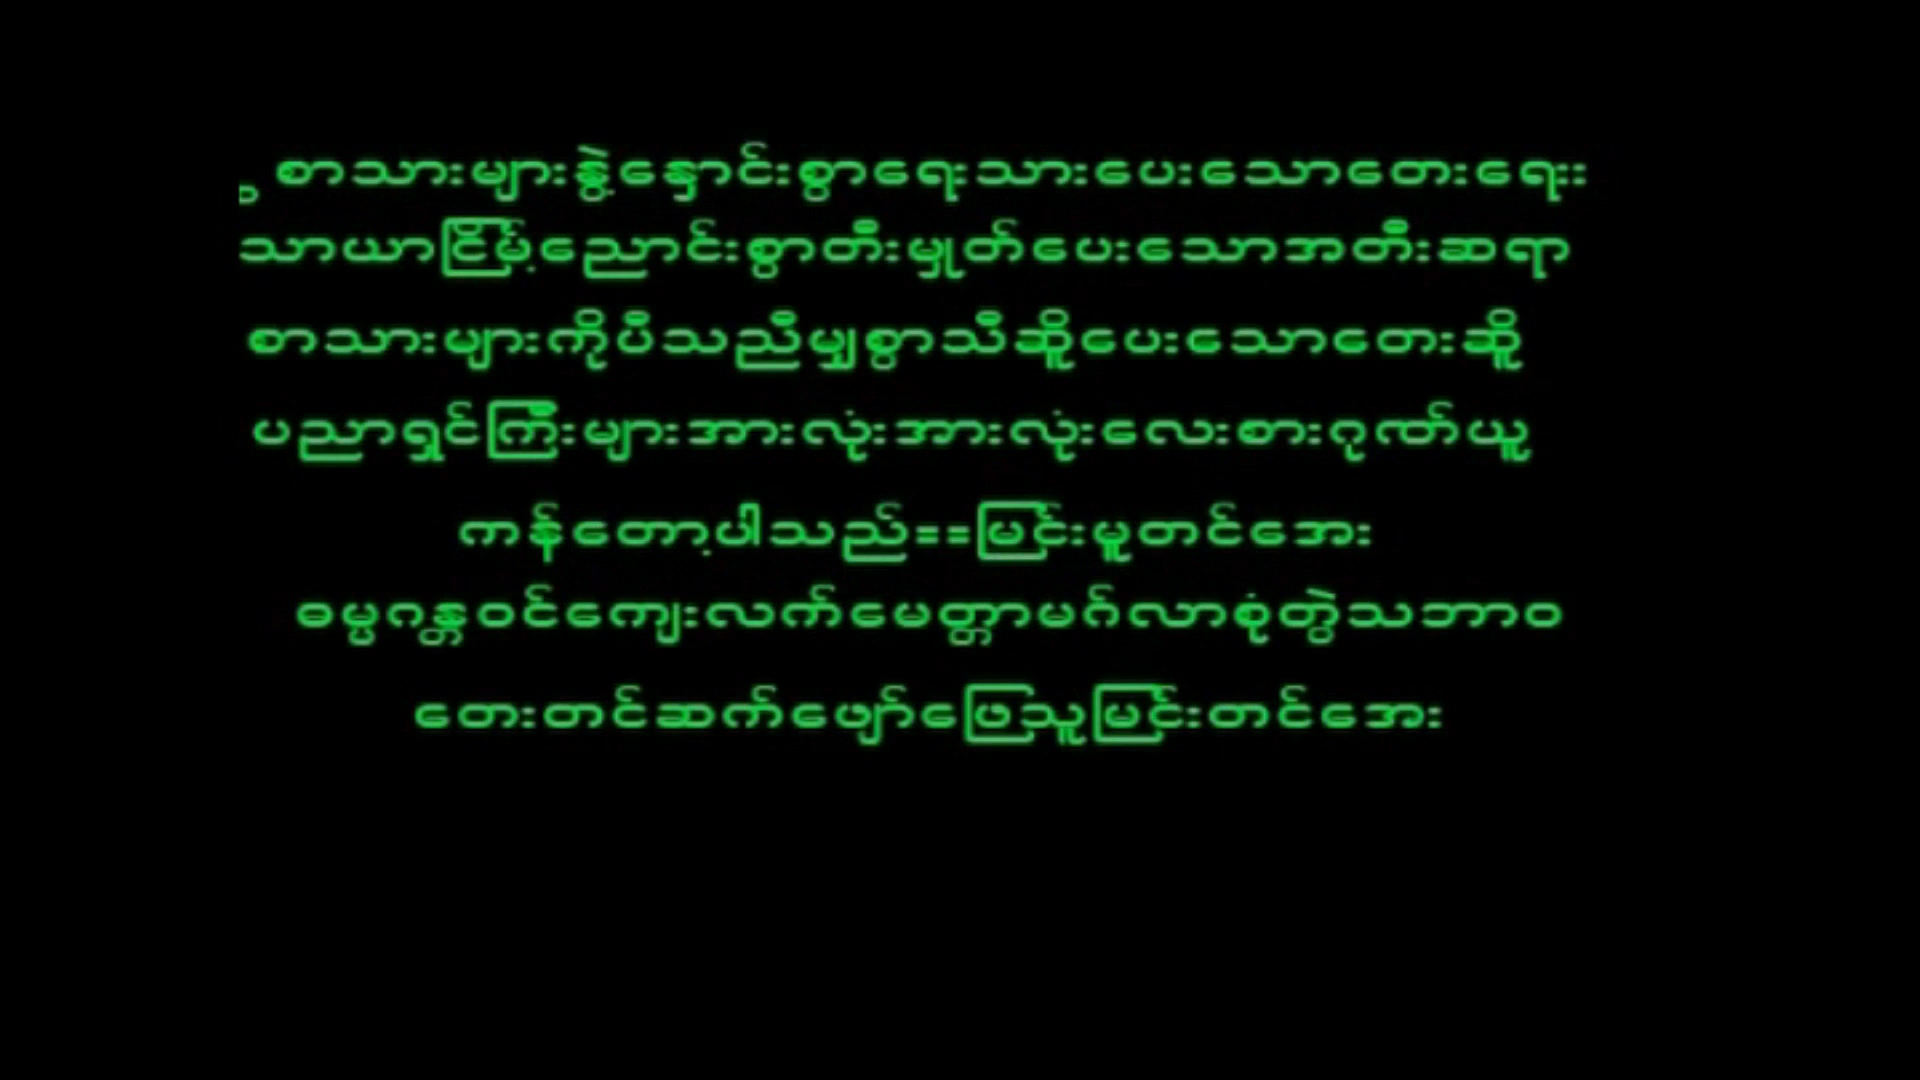 စာသားများနွဲ့နှောင်းစွာရေးသားပေးသောတေးရေးး
သာယာငြိမ့်ညောင်းစွာတီးမှုတ်ပေးသောအတီးဆရာ
စာသားများကိုပီသညီမျှစွာသီဆိူပေးသောတေးဆိူ
ပညာရှင်ကြီးများအားလုံးအားလုံးလေးစားဂုဏ်ယူ
ကန်တော့ပါသည်==မြင်းမူတင်အေး
ဓမ္မဂန္တဝင်ကျေးလက်မေတ္တာမင်္ဂလာစုံတွဲသဘာဝ
တေးတင်ဆက်ဖျော်ဖြေသူမြင်းတင်အေး